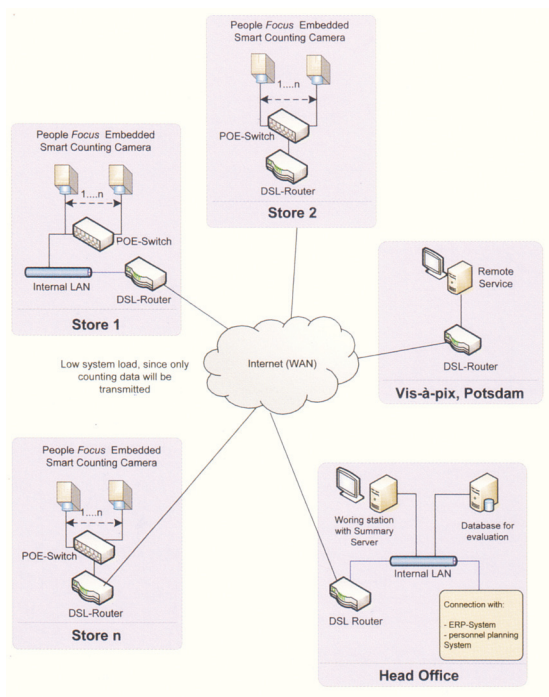 People Focus Embedded
Smart Counting Camera
1....n
POE-Switch
DSL-Router
Store 2
People Focus Embedded
Smart Counting Camera
1....n
POE-Switch
Internal LAN
DSL-Router
Store 1
Remote
Service
DSL-Router
Vis-à-pix, Potsdam
Internet (WAN)
Low system load, since only
counting data will be
transmitted
People Focus Embedded
Smart Counting Camera
1....n
POE-Switch
DSL-Router
Store n
Woring station
with Summary
Server
Database for
evaluation
Internal LAN
DSL Router
Connection with:
- ERP-System
- personnel planning
System
Head Office